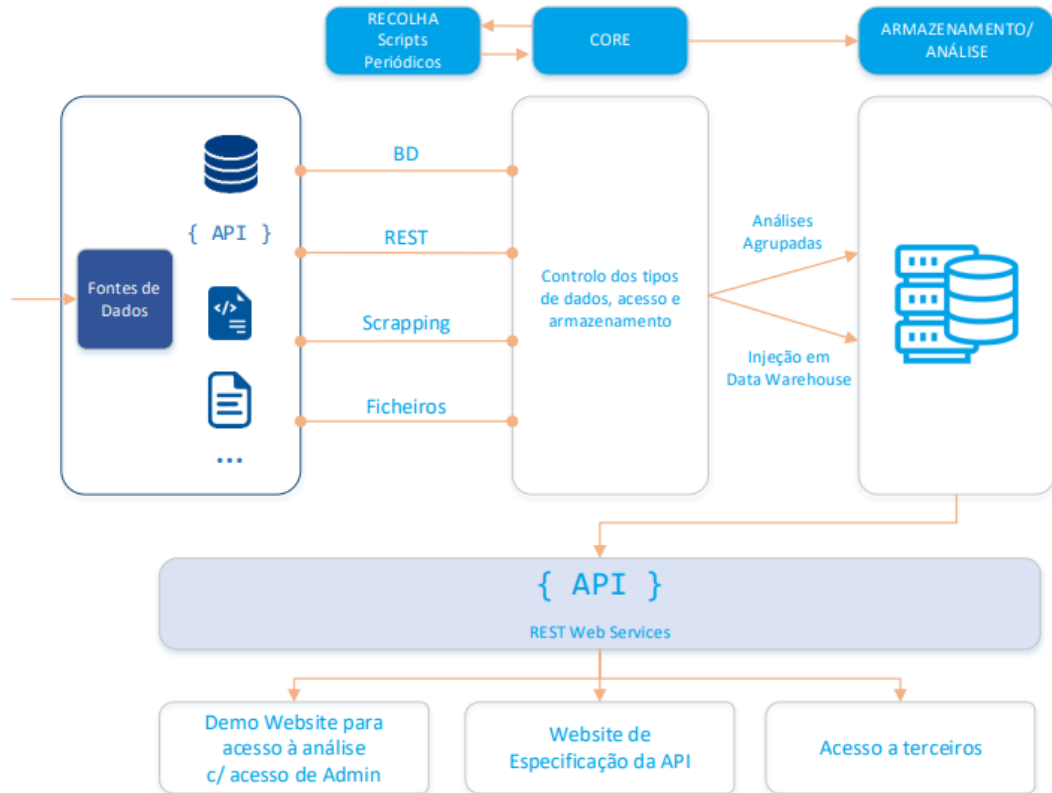 RECOLHA
Scripts
Periódicos
CORE
ARMAZENAMENTO/
ANÁLISE
BD
{ API }
REST
Fontes de
Dados
</>
Scrapping
Ficheiros
...
Controlo dos tipos
de dados, acesso e
armazenamento
Análises
Agrupadas
Injeção em
Data Warehouse
{ API }
REST Web Services
Demo Website para
acesso à análise
c/ acesso de Admin
Website de
Especificação da API
Acesso a terceiros